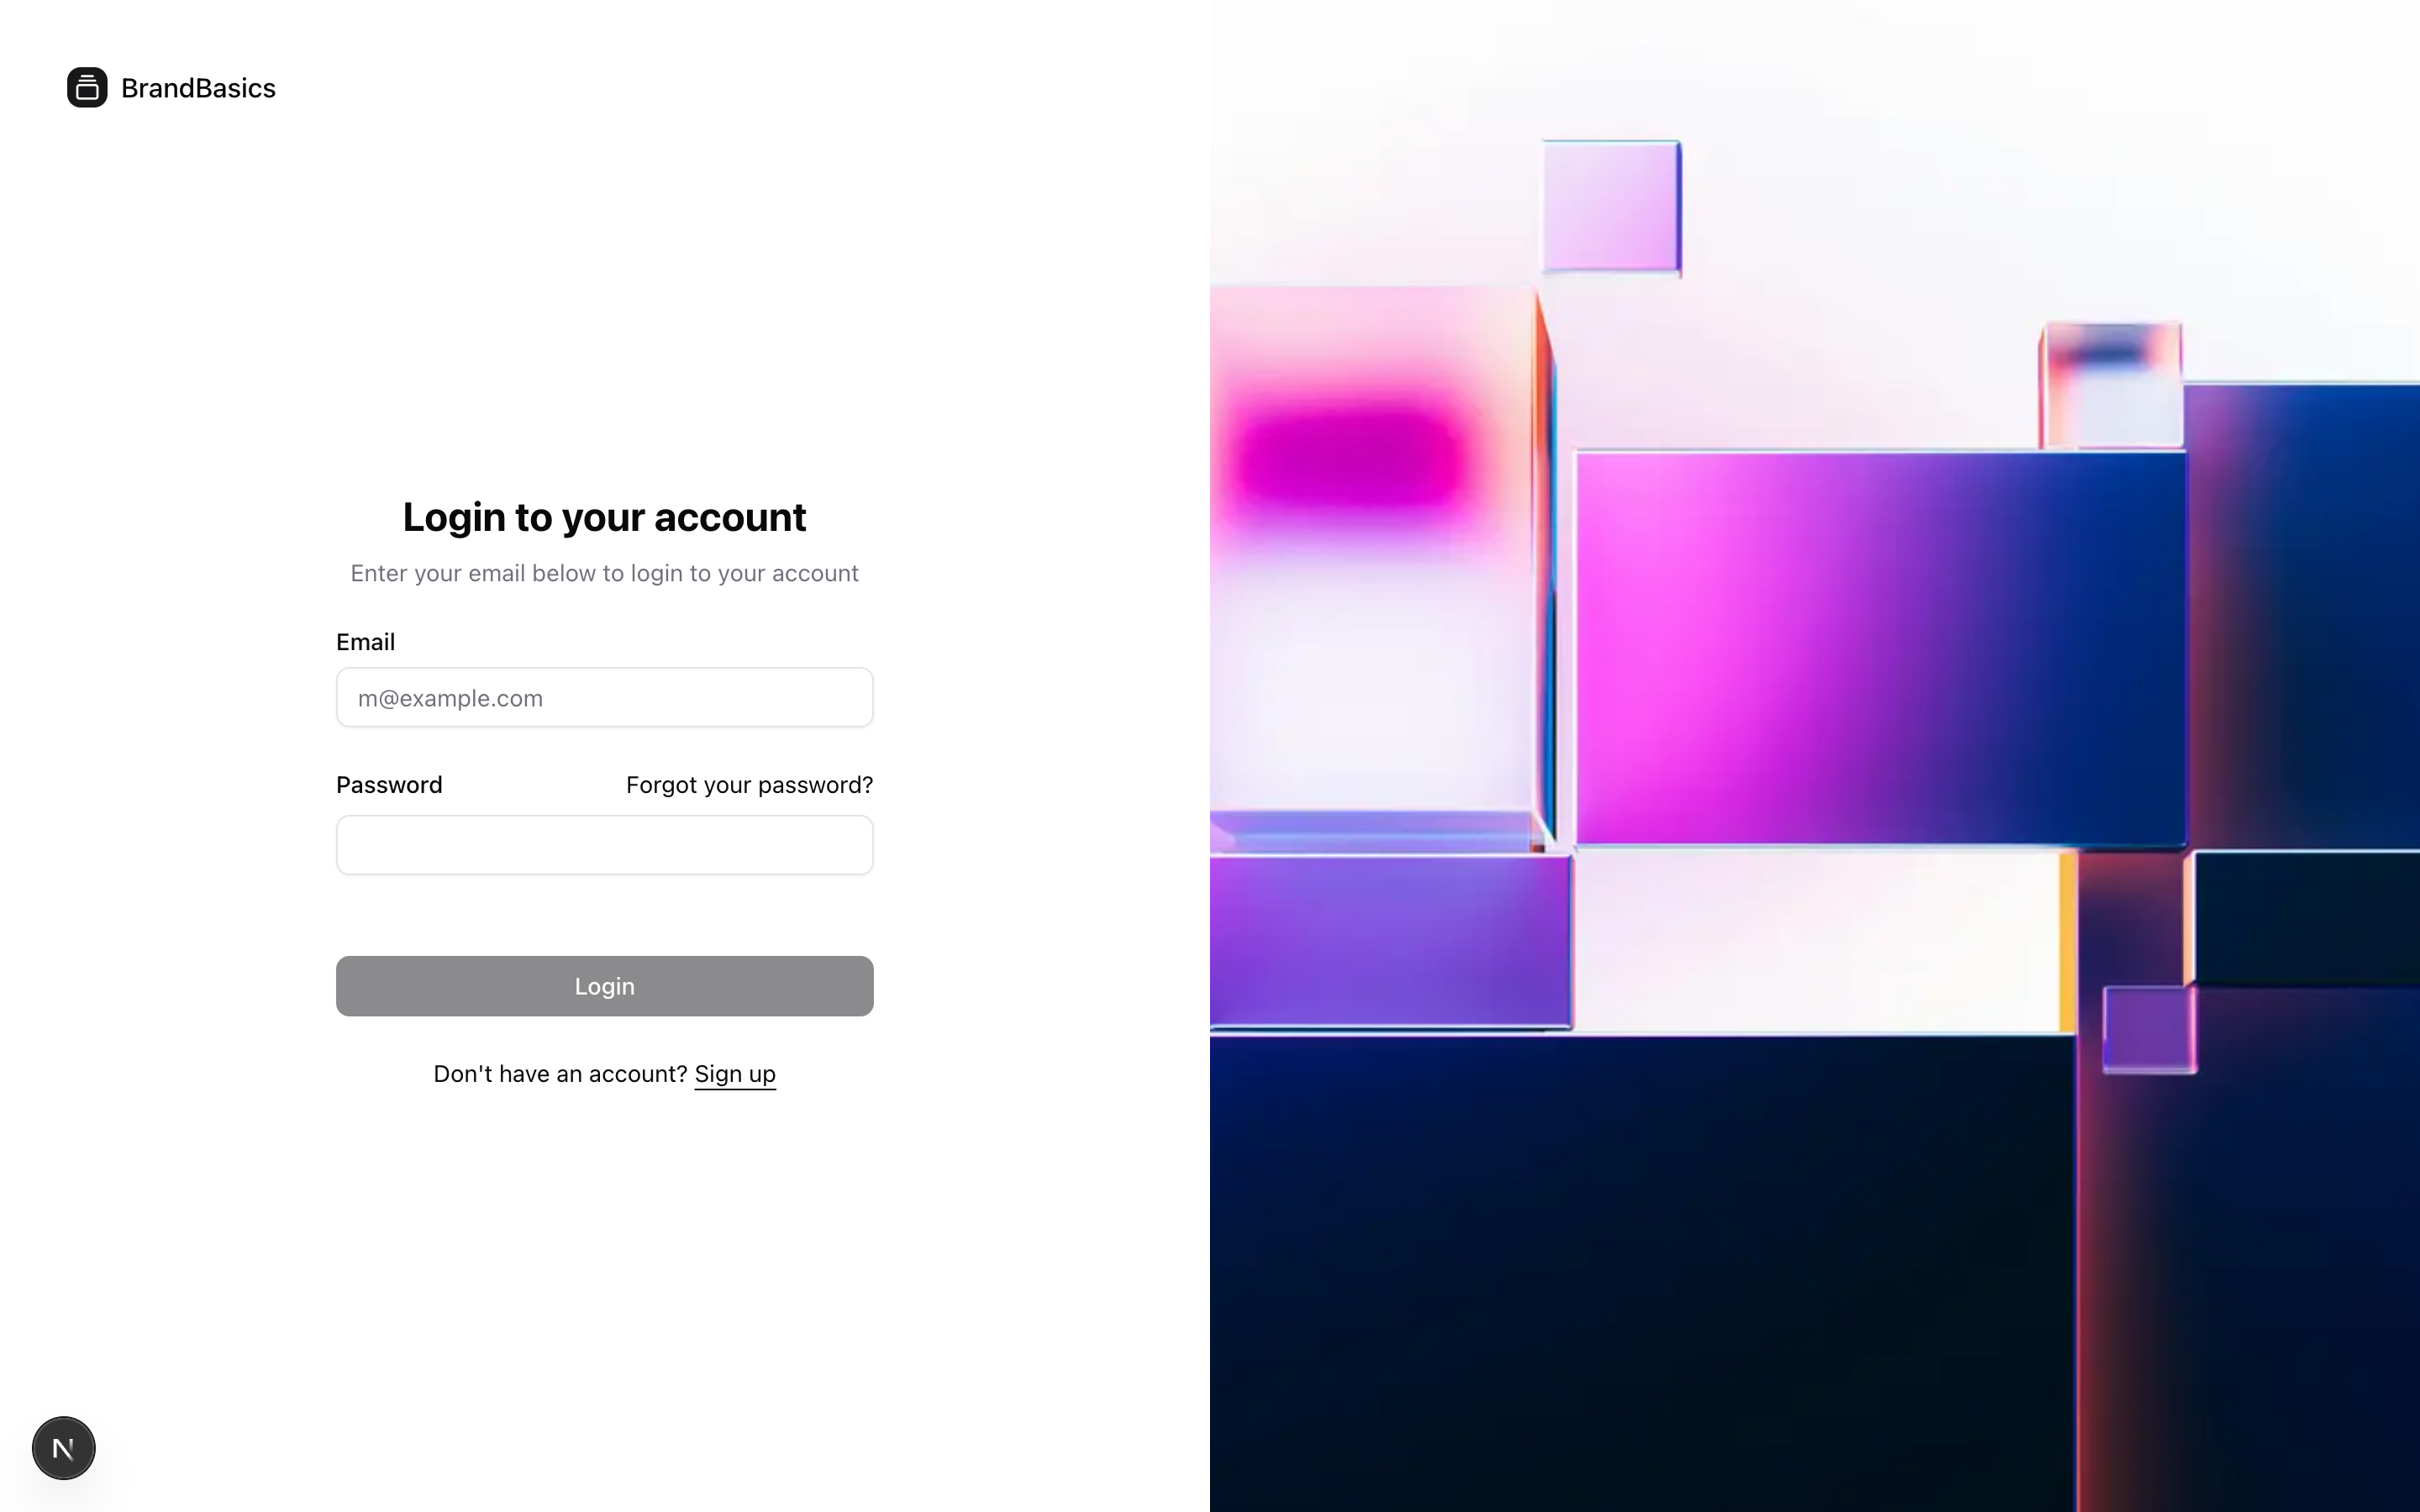 BrandBasics
Login to your account
Enter your email below to login to your account
Email
m@example.com
Password Forgot your password?
Login
Don't have an account? Sign up
N